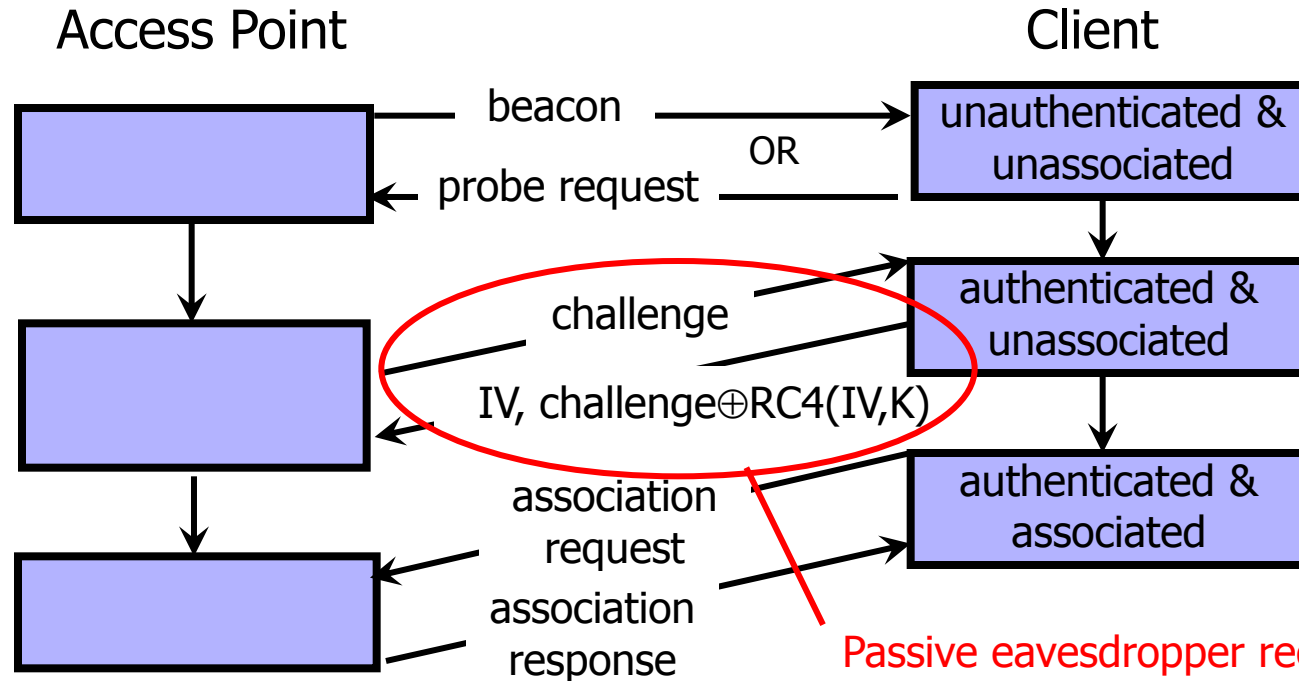 Access Point
Client
beacon
OR
probe request
unauthenticated &
unassociated
challenge
authenticated &
unassociated
IV, challenge⊕RC4(IV,K)
association
request
authenticated &
associated
association
response
Passive eavesdropper